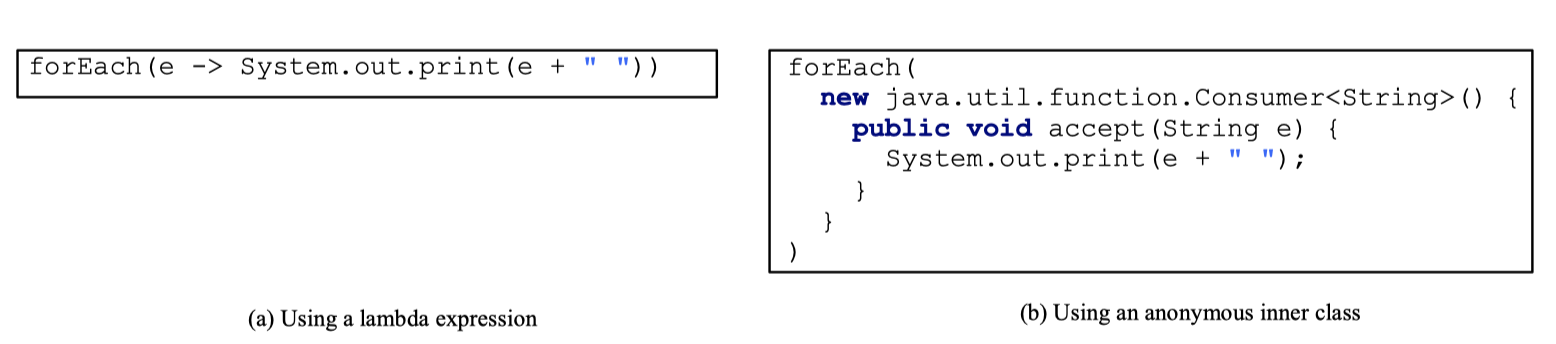 forEach(e -> System.out.print(e + " "))
(a) Using a lambda expression
forEach(
  new java.util.function.Consumer<String>() {
    public void accept(String e) {
      System.out.print(e + " ");
    }
  }
)
(b) Using an anonymous inner class